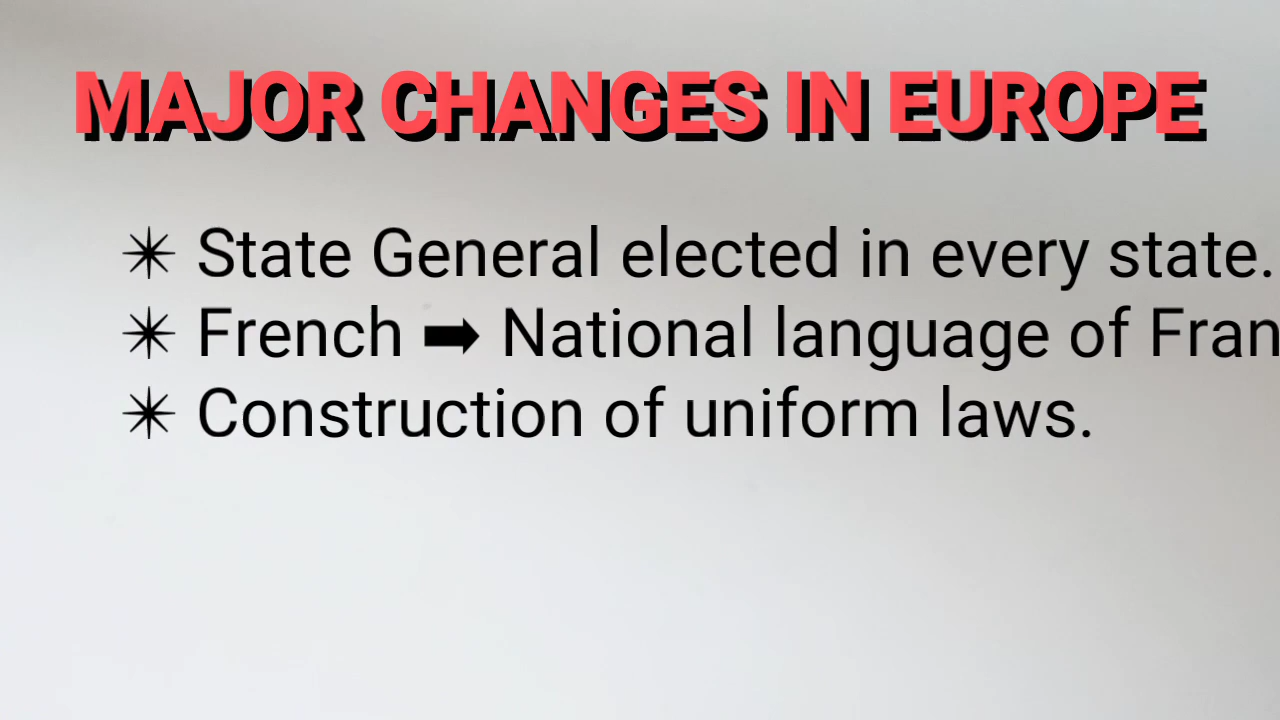 MAJOR CHANGES IN EUROPE
✴ State General elected in every state.
✴ French ➡ National language of Fran
✴ Construction of uniform laws.